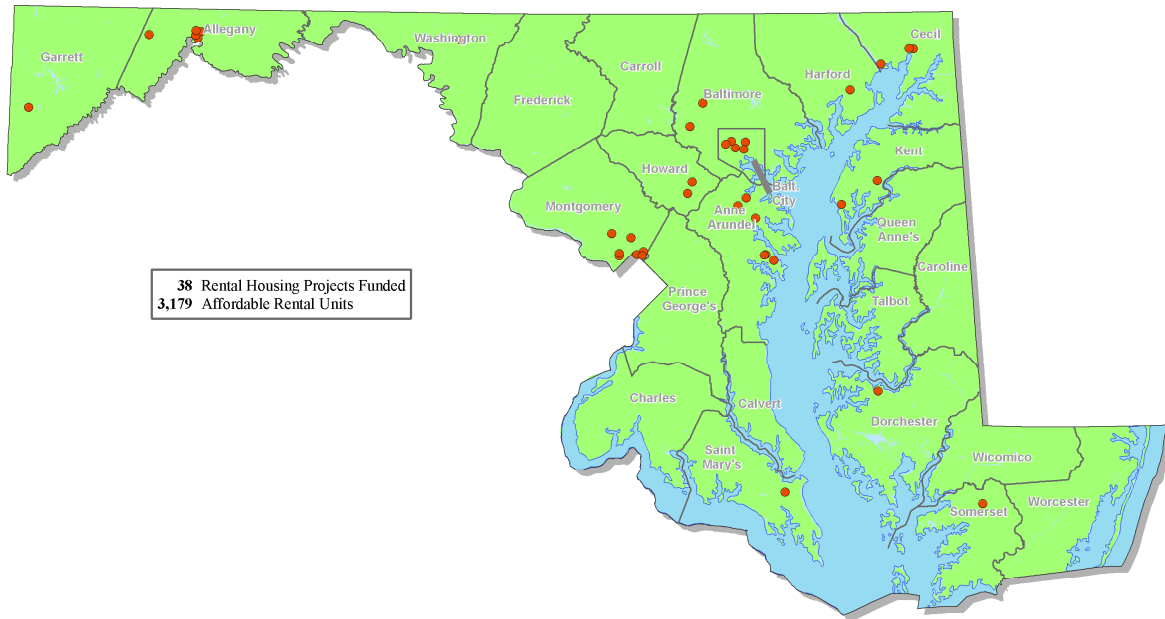 Garrett
Allegany
Washington
Frederick
Carroll
Baltimore
Harford
Cecil
Kent
Howard
Montgomery
Balt.
City
Anne
Arundel
Queen
Anne's
Caroline
Talbot
Prince
George's
38 Rental Housing Projects Funded
3,179 Affordable Rental Units
Charles
Calvert
Dorchester
Saint
Mary's
Wicomico
Somerset
Worcester